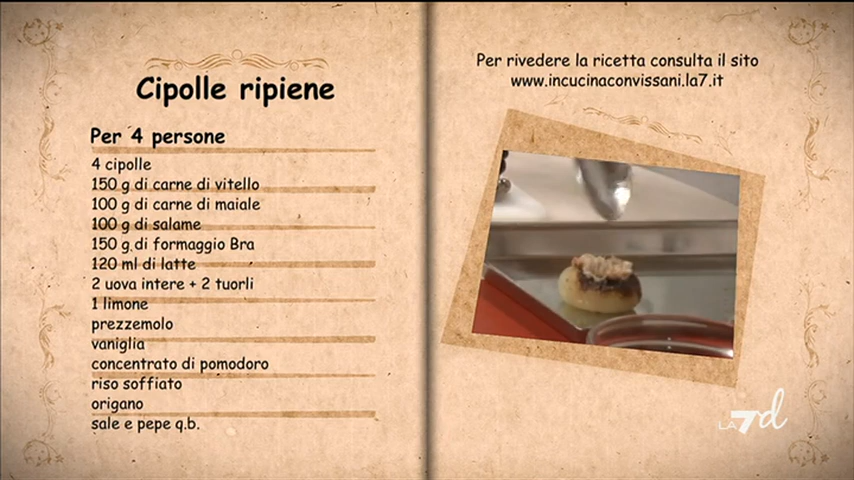 Cipolle ripiene
Per 4 persone
4 cipolle
150 g di carne di vitello
100 g di carne di maiale
100 g di salame
150 g di formaggio Bra
120 ml di latte
2 uova intere + 2 tuorli
1 limone
prezzemolo
vaniglia
concentrato di pomodoro
riso soffiato
origano
sale e pepe q.b.
Per rivedere la ricetta consulta il sito
www.incucinaconvissani.la7.it
LA7d